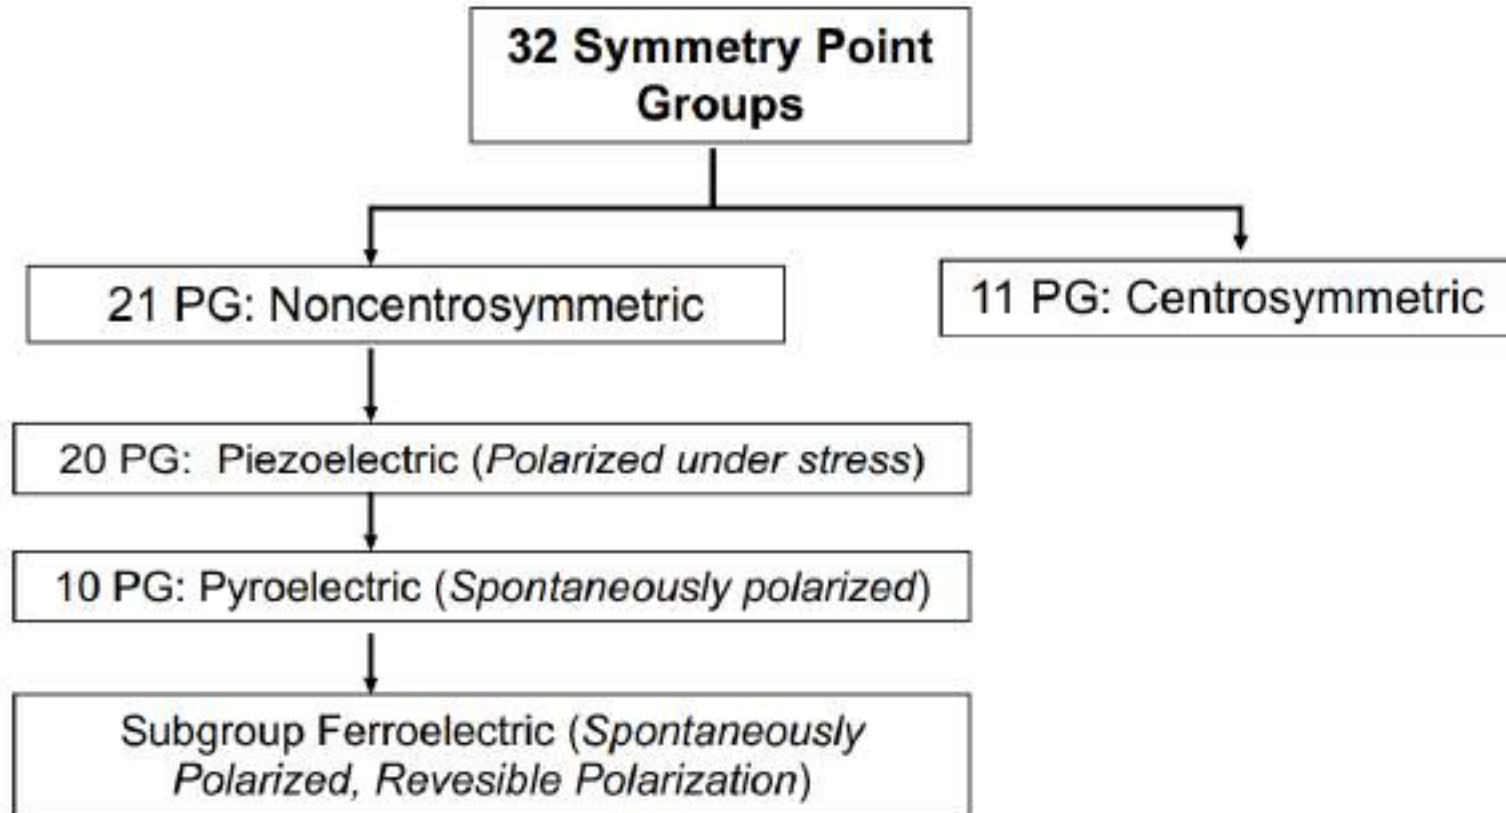 32 Symmetry Point
Groups
21 PG: Noncentrosymmetric
11 PG: Centrosymmetric
20 PG: Piezoelectric (Polarized under stress)
10 PG: Pyroelectric (Spontaneously polarized)
Subgroup Ferroelectric (Spontaneously
Polarized, Revesible Polarization)